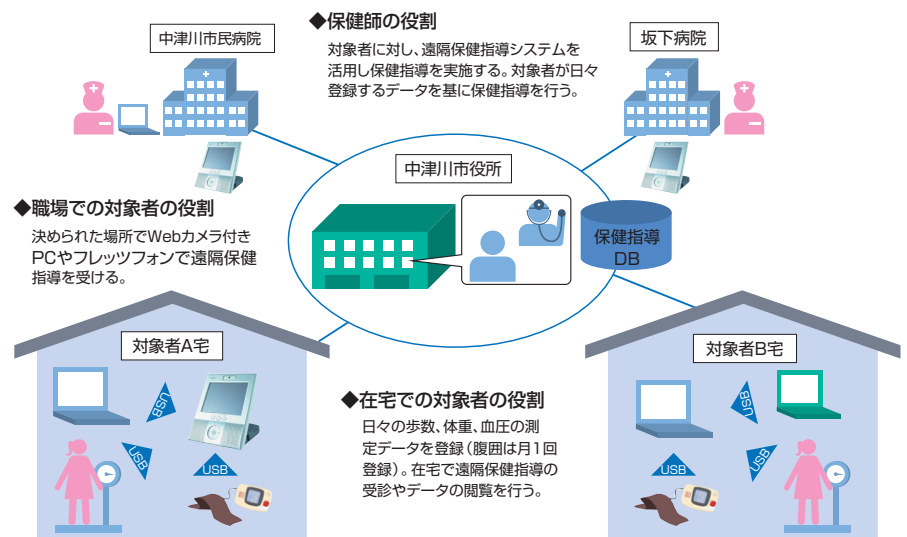 ◆保健師の役割
中津川市民病院
坂下病院
対象者に対し、遠隔保健指導システムを
活用し保健指導を実施する。対象者が日々
登録するデータを基に保健指導を行う。
中津川市役所
◆職場での対象者の役割
決められた場所でWebカメラ付き
PCやフレッツフォンで遠隔保健
指導を受ける。
保健指導
DB
対象者A宅
対象者B宅
◆在宅での対象者の役割
日々の歩数、体重、血圧の測
定データを登録（腹囲は月1回
登録）。在宅で遠隔保健指導の
受診やデータの閲覧を行う。
USB
USB
USB
USB
USB
USB